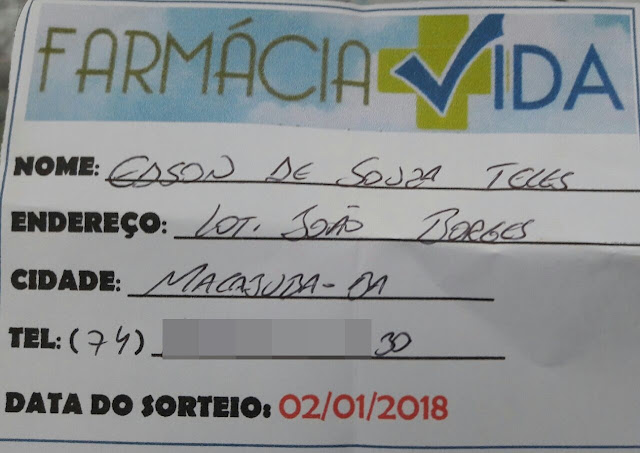 FARMÁCIA VIDA
NOME: EDSON DE SOUZA TELES
ENDEREÇO: LOT. JOÃO BORGES
CIDADE: MACAJUBA-BA
TEL: (74) 30
DATA DO SORTEIO: 02/01/2018